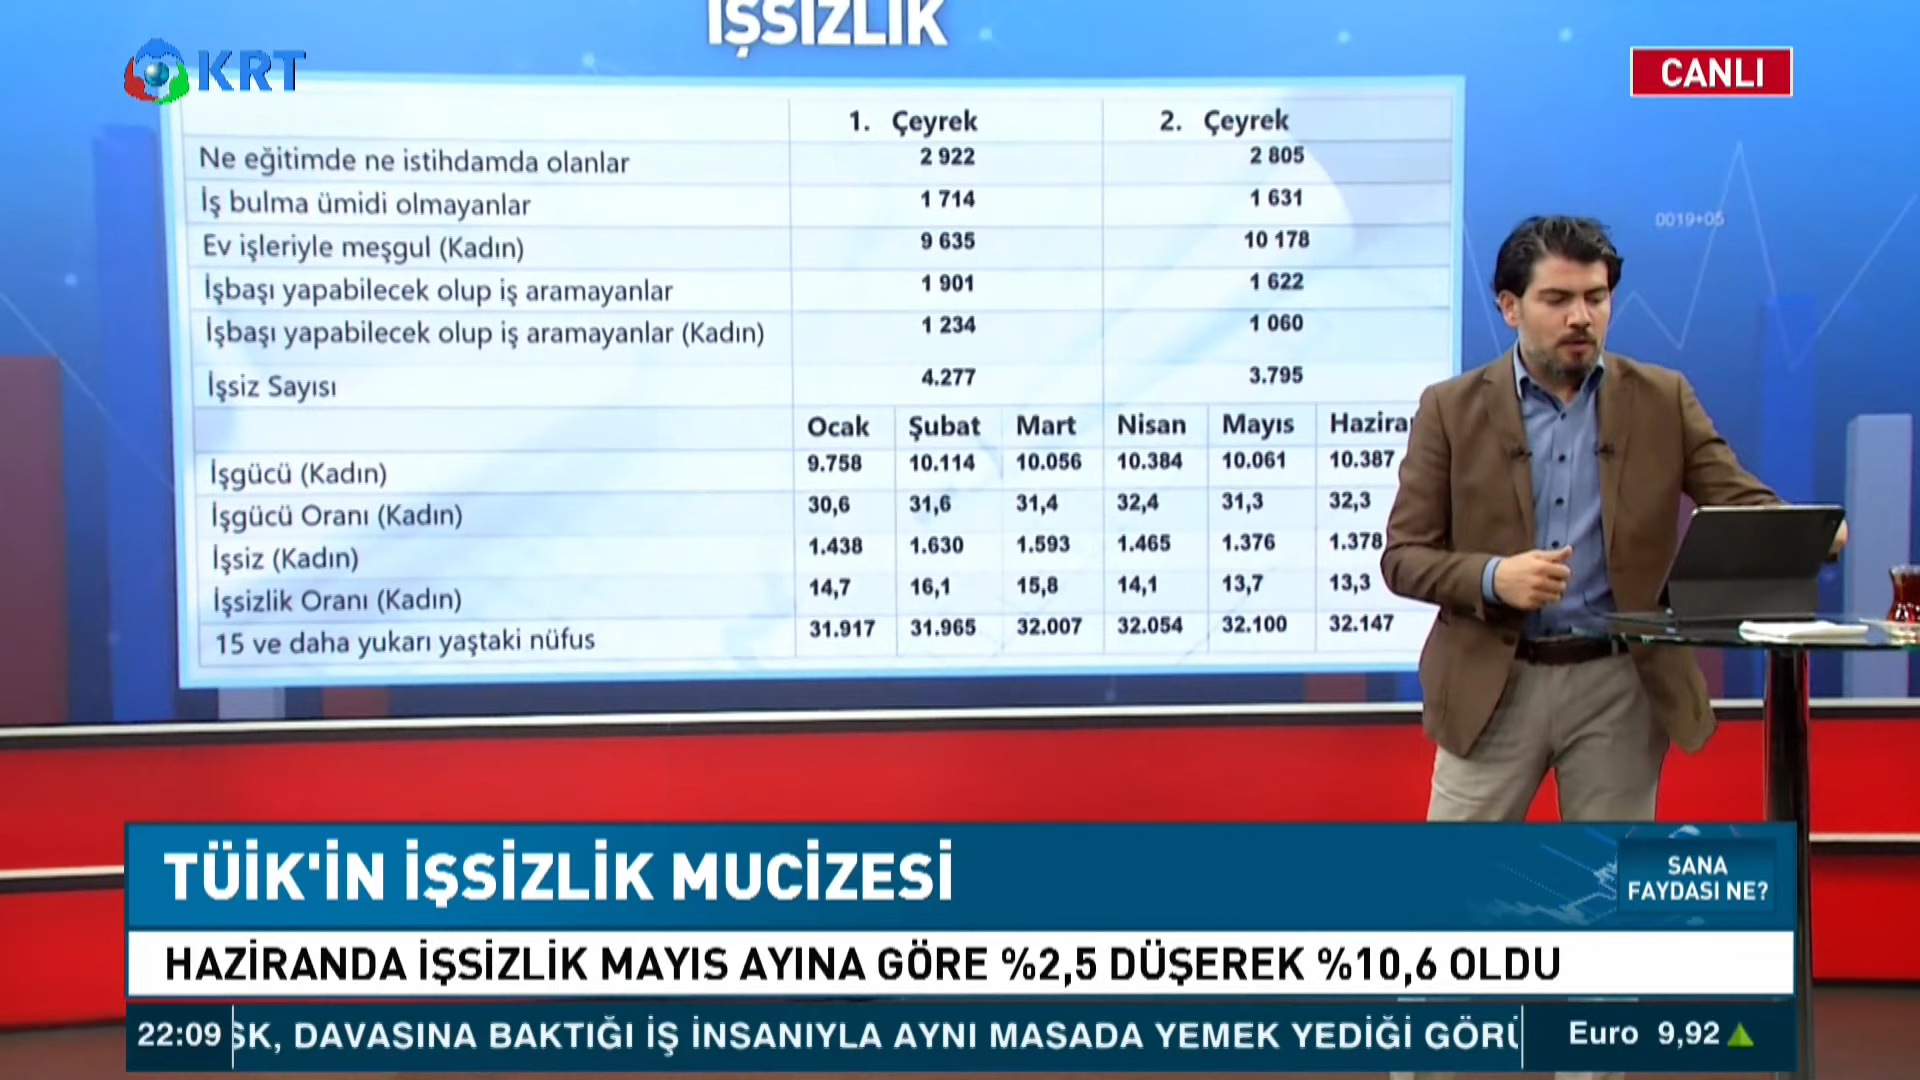 İŞSİZLİK
KRT
CANLI
1. Çeyrek 2. Çeyrek
Ne eğitimde ne istihdamda olanlar 2 922 2 805
İş bulma ümidi olmayanlar 1 714 1 631
Ev işleriyle meşgul (Kadın) 9 635 10 178
İşbaşı yapabilecek olup iş aramayanlar 1 901 1 622
İşbaşı yapabilecek olup iş aramayanlar (Kadın) 1 234 1 060
İşsiz Sayısı 4.277 3.795
Ocak Şubat Mart Nisan Mayıs Hazira
İşgücü (Kadın) 9.758 10.114 10.056 10.384 10.061 10.387
İşgücü Oranı (Kadın) 30,6 31,6 31,4 32,4 31,3 32,3
İşsiz (Kadın) 1.438 1.630 1.593 1.465 1.376 1.378
İşsizlik Oranı (Kadın) 14,7 16,1 15,8 14,1 13,7 13,3
15 ve daha yukarı yaştaki nüfus 31.917 31.965 32.007 32.054 32.100 32.147
0019+05
TÜİK'İN İŞSİZLİK MUCİZESİ
SANA
FAYDASI NE?
HAZİRANDA İŞSİZLİK MAYIS AYINA GÖRE %2,5 DÜŞEREK %10,6 OLDU
22:09 SK, DAVASINA BAKTIĞI İŞ İNSANIYLA AYNI MASADA YEMEK YEDİĞİ GÖRÜ Euro 9,92